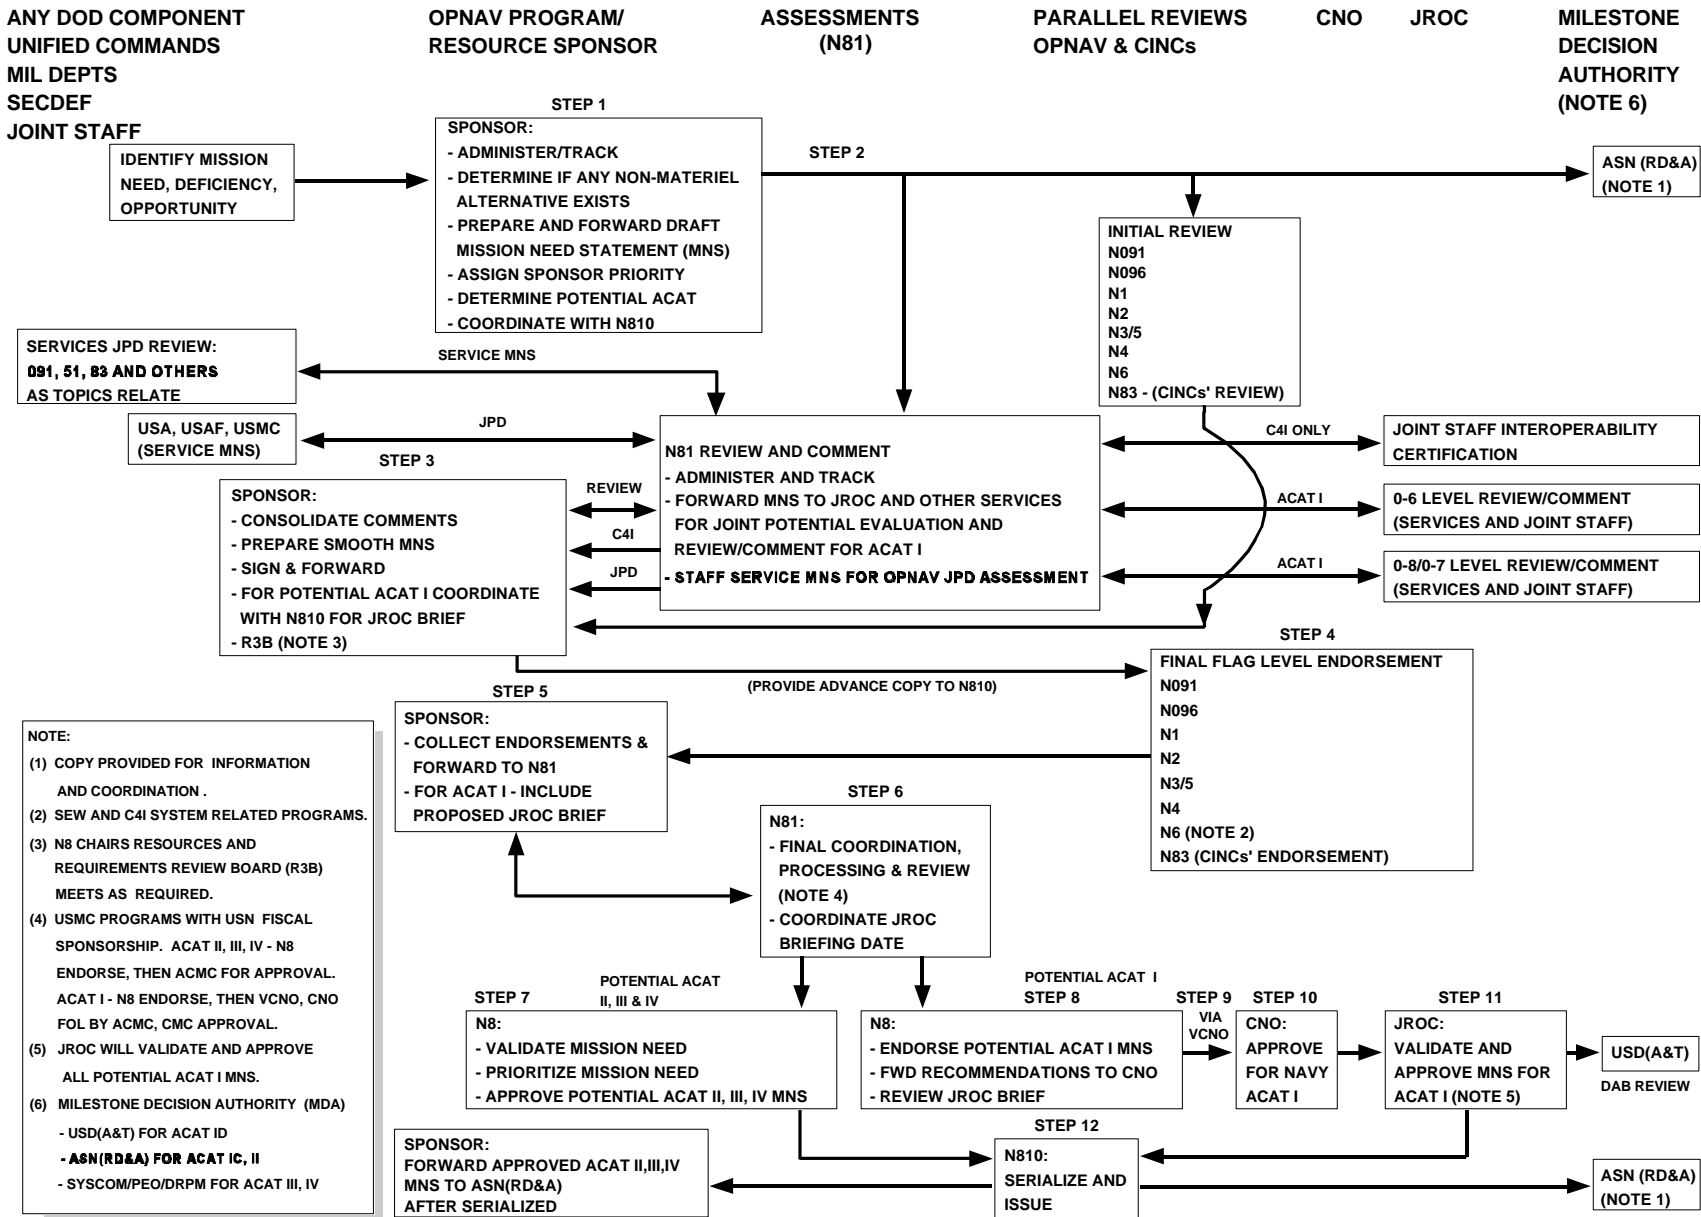 ANY DOD COMPONENT
UNIFIED COMMANDS
MIL DEPTS
SECDEF
JOINT STAFF
OPNAV PROGRAM/
RESOURCE SPONSOR
ASSESSMENTS
(N81)
PARALLEL REVIEWS
OPNAV & CINCs
CNO
JROC
MILESTONE
DECISION
AUTHORITY
(NOTE 6)
IDENTIFY MISSION
NEED, DEFICIENCY,
OPPORTUNITY
STEP 1
SPONSOR:
- ADMINISTER/TRACK
- DETERMINE IF ANY NON-MATERIEL
ALTERNATIVE EXISTS
- PREPARE AND FORWARD DRAFT
MISSION NEED STATEMENT (MNS)
- ASSIGN SPONSOR PRIORITY
- DETERMINE POTENTIAL ACAT
- COORDINATE WITH N810
STEP 2
ASN (RD&A)
(NOTE 1)
INITIAL REVIEW
N091
N096
N1
N2
N3/5
N4
N6
N83 - (CINCs' REVIEW)
SERVICES JPD REVIEW:
091, 51, 83 AND OTHERS
AS TOPICS RELATE
SERVICE MNS
USA, USAF, USMC
(SERVICE MNS)
JPD
N81 REVIEW AND COMMENT
- ADMINISTER AND TRACK
- FORWARD MNS TO JROC AND OTHER SERVICES
FOR JOINT POTENTIAL EVALUATION AND
REVIEW/COMMENT FOR ACAT I
- STAFF SERVICE MNS FOR OPNAV JPD ASSESSMENT
C4I ONLY
JOINT STAFF INTEROPERABILITY
CERTIFICATION
ACAT I
0-6 LEVEL REVIEW/COMMENT
(SERVICES AND JOINT STAFF)
ACAT I
0-8/0-7 LEVEL REVIEW/COMMENT
(SERVICES AND JOINT STAFF)
STEP 3
SPONSOR:
- CONSOLIDATE COMMENTS
- PREPARE SMOOTH MNS
- SIGN & FORWARD
- FOR POTENTIAL ACAT I COORDINATE
WITH N810 FOR JROC BRIEF
- R3B (NOTE 3)
REVIEW
C4I
JPD
STEP 4
FINAL FLAG LEVEL ENDORSEMENT
N091
N096
N1
N2
N3/5
N4
N6 (NOTE 2)
N83 (CINCs' ENDORSEMENT)
(PROVIDE ADVANCE COPY TO N810)
STEP 5
SPONSOR:
- COLLECT ENDORSEMENTS &
FORWARD TO N81
- FOR ACAT I - INCLUDE
PROPOSED JROC BRIEF
STEP 6
N81:
- FINAL COORDINATION,
PROCESSING & REVIEW
(NOTE 4)
- COORDINATE JROC
BRIEFING DATE
NOTE:
(1) COPY PROVIDED FOR INFORMATION
AND COORDINATION .
(2) SEW AND C4I SYSTEM RELATED PROGRAMS.
(3) N8 CHAIRS RESOURCES AND
REQUIREMENTS REVIEW BOARD (R3B)
MEETS AS REQUIRED.
(4) USMC PROGRAMS WITH USN FISCAL
SPONSORSHIP. ACAT II, III, IV - N8
ENDORSE, THEN ACMC FOR APPROVAL.
ACAT I - N8 ENDORSE, THEN VCNO, CNO
FOL BY ACMC, CMC APPROVAL.
(5) JROC WILL VALIDATE AND APPROVE
ALL POTENTIAL ACAT I MNS.
(6) MILESTONE DECISION AUTHORITY (MDA)
- USD(A&T) FOR ACAT ID
- ASN(RD&A) FOR ACAT IC, II
- SYSCOM/PEO/DRPM FOR ACAT III, IV
STEP 7
POTENTIAL ACAT
II, III & IV
N8:
- VALIDATE MISSION NEED
- PRIORITIZE MISSION NEED
- APPROVE POTENTIAL ACAT II, III, IV MNS
POTENTIAL ACAT I
STEP 8
N8:
- ENDORSE POTENTIAL ACAT I MNS
- FWD RECOMMENDATIONS TO CNO
- REVIEW JROC BRIEF
STEP 9
VIA
VCNO
STEP 10
CNO:
APPROVE
FOR NAVY
ACAT I
STEP 11
JROC:
VALIDATE AND
APPROVE MNS FOR
ACAT I (NOTE 5)
USD(A&T)
DAB REVIEW
STEP 12
N810:
SERIALIZE AND
ISSUE
SPONSOR:
FORWARD APPROVED ACAT II,III,IV
MNS TO ASN(RD&A)
AFTER SERIALIZED
ASN (RD&A)
(NOTE 1)